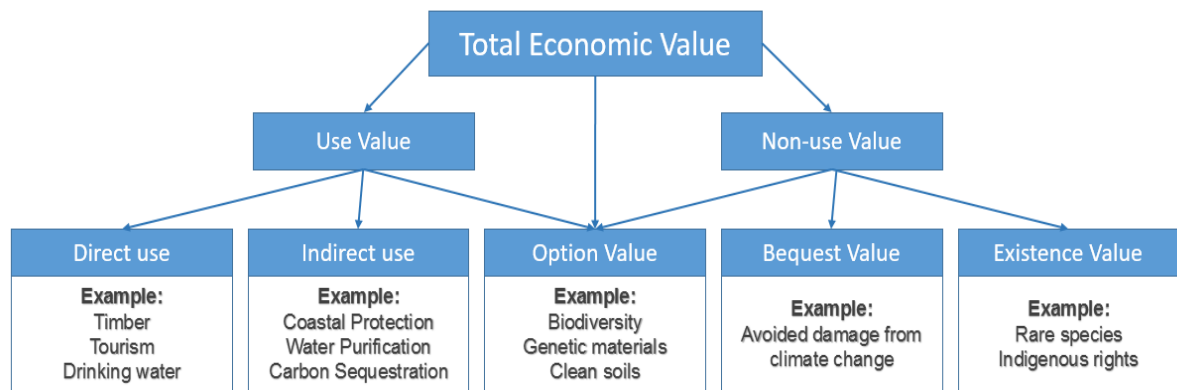 Total Economic Value
Use Value
Non-use Value
Direct use
Example:
Timber
Tourism
Drinking water
Indirect use
Example:
Coastal Protection
Water Purification
Carbon Sequestration
Option Value
Example:
Biodiversity
Genetic materials
Clean soils
Bequest Value
Example:
Avoided damage from
climate change
Existence Value
Example:
Rare species
Indigenous rights